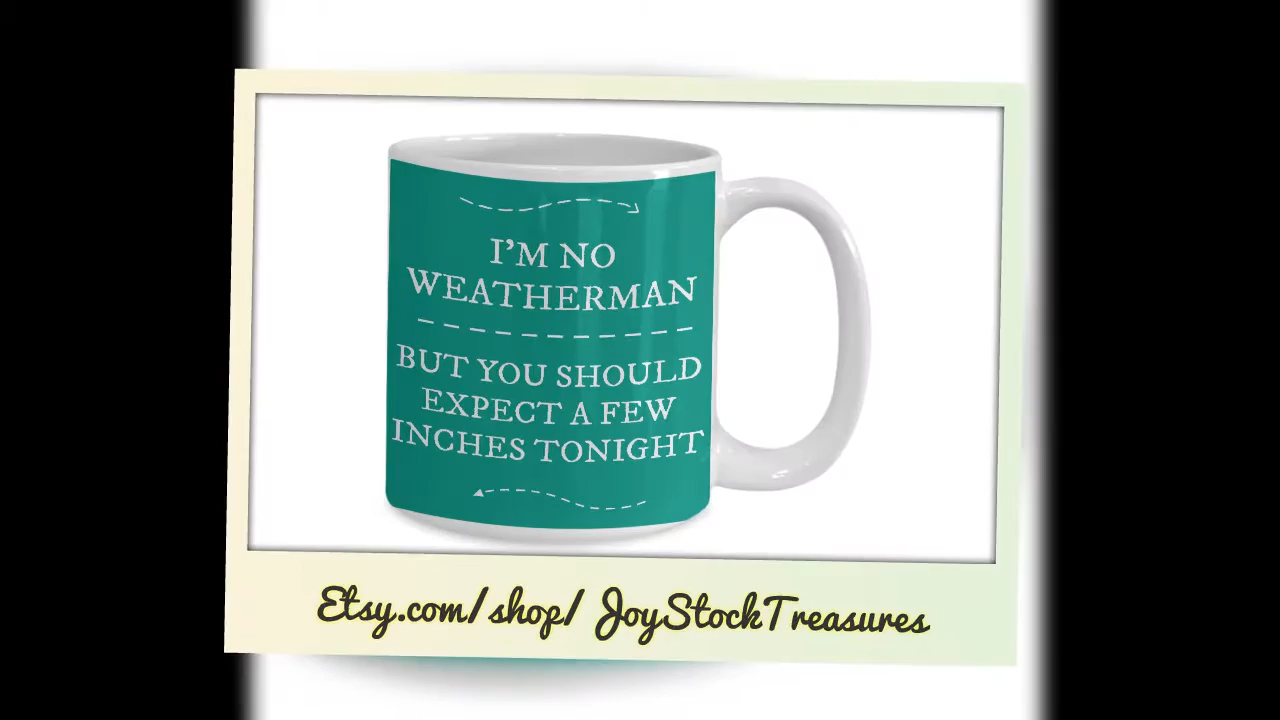 I'M NO
WEATHERMAN
BUT YOU SHOULD
EXPECT A FEW
INCHES TONIGHT
Etsy.com/shop/ JoyStockTreasures